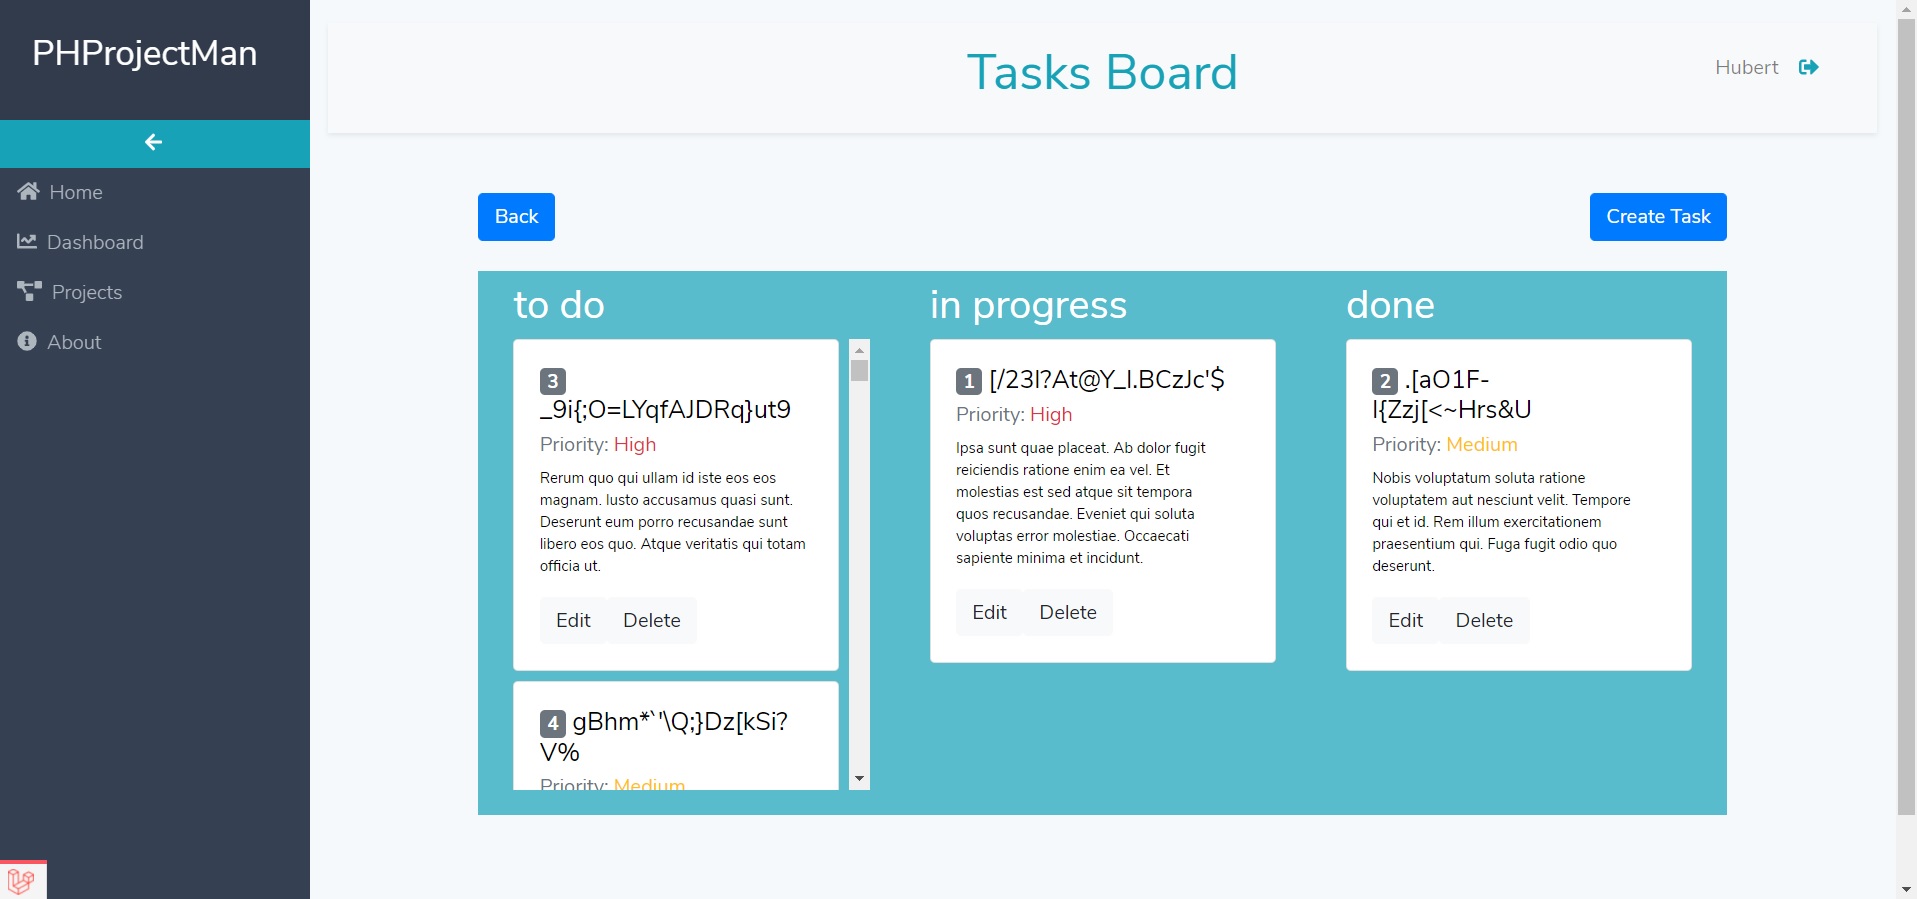 PHProjectMan
Home
Dashboard
Projects
About
Tasks Board
Hubert
Back
Create Task
to do
3
_9i{;O=LYqfAJDRq}ut9
Priority: High
Rerum quo qui ullam id iste eos eos
magnam. Iusto accusamus quasi sunt.
Deserunt eum porro recusandae sunt
libero eos quo. Atque veritatis qui totam
officia ut.
Edit Delete
4 gBhm*`'\Q;}Dz[kSi?
V%
Priority: Medium
in progress
1 [/23I?At@Y_I.BCzJc'$
Priority: High
Ipsa sunt quae placeat. Ab dolor fugit
reiciendis ratione enim ea vel. Et
molestias est sed atque sit tempora
quos recusandae. Eveniet qui soluta
voluptas error molestiae. Occaecati
sapiente minima et incidunt.
Edit Delete
done
2 .[aO1F-
I{Zzj[<~Hrs&U
Priority: Medium
Nobis voluptatum soluta ratione
voluptatem aut nesciunt velit. Tempore
qui et id. Rem illum exercitationem
praesentium qui. Fuga fugit odio quo
deserunt.
Edit Delete